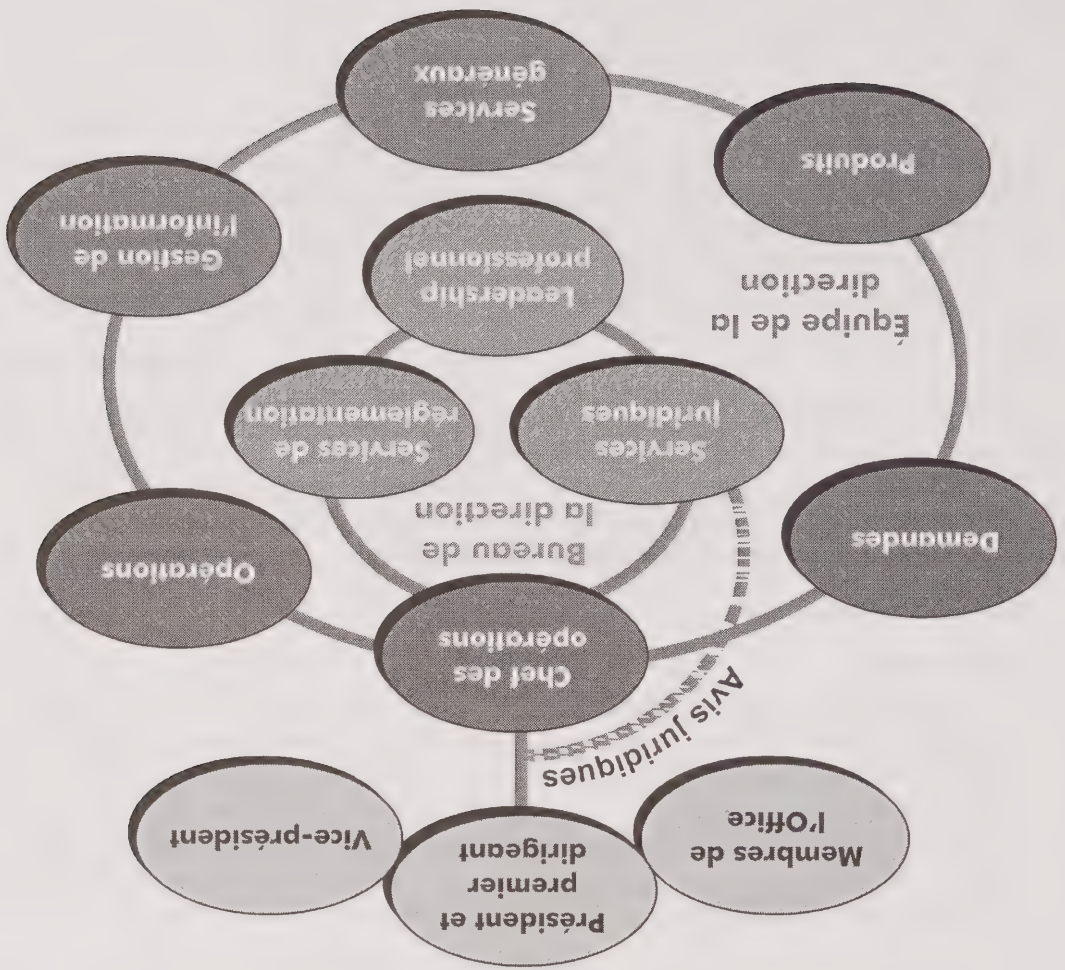 Membres de
l'Office
Président et
premier
dirigeant
Vice-président
Avis juridiques
Chef des
opérations
Demandes
Bureau de
la direction
Opérations
Services
juridiques
Services de
réglementation
Équipe de la
direction
Leadership
professionnel
Produits
Gestion de
l'information
Services
généraux